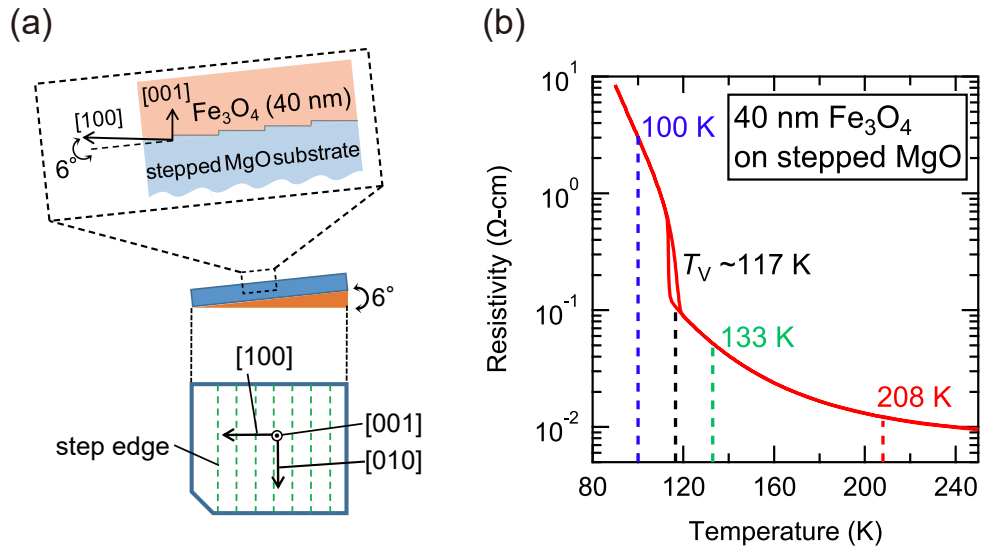 (a)
[001]
Fe₃O₄ (40 nm)
[100]
6°
stepped MgO substrate
6°
[100]
[001]
step edge
[010]
(b)
Resistivity (Ω-cm)
10¹
10⁰
10⁻¹
10⁻²
100 K
40 nm Fe₃O₄
on stepped MgO
T_V ~117 K
133 K
208 K
80 120 160 200 240
Temperature (K)